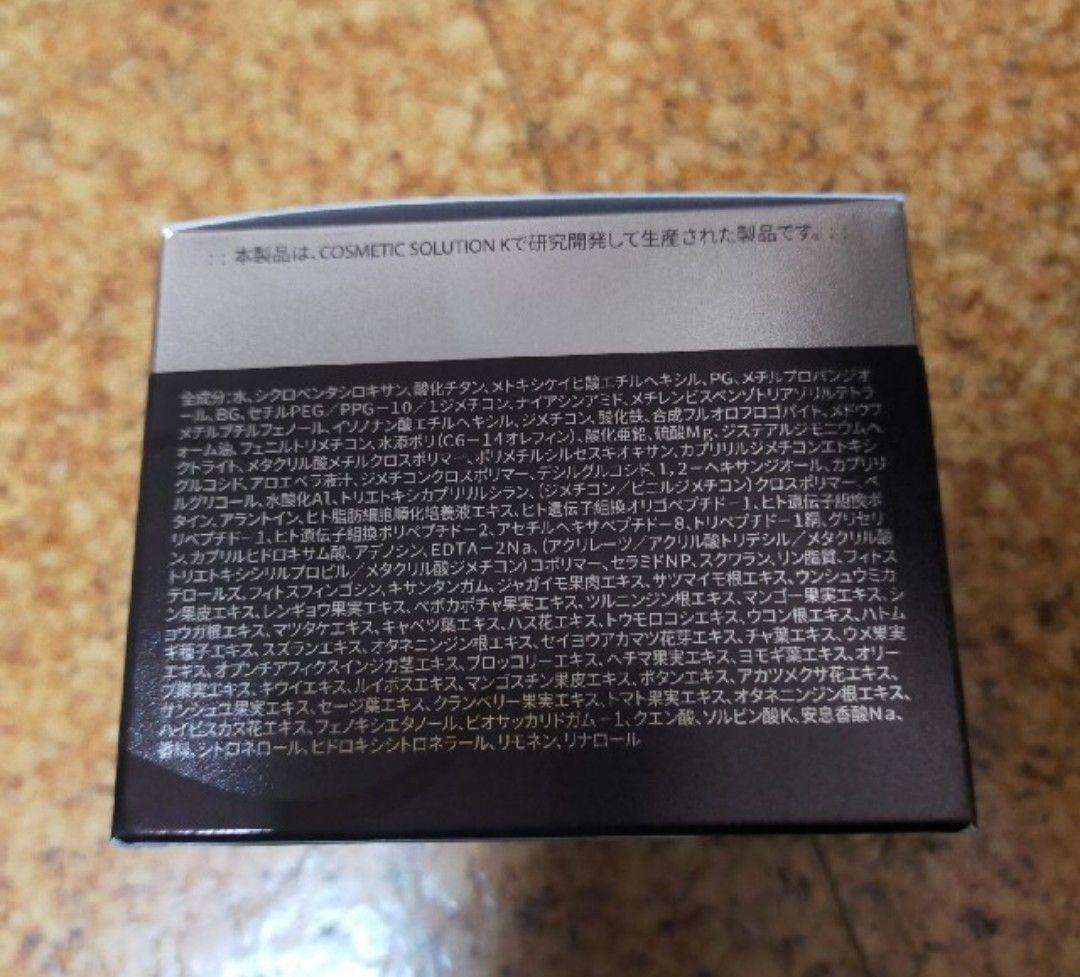 本製品は、COSMETIC SOLUTION Kで研究開発して生産された製品です。
全成分:水、シクロペンタシロキサン、酸化チタン、メトキシケイヒ酸エチルヘキシル、PG、メチルプロパンジオ
ール、BG、セチルPEG/PPG-10/1ジメチコン、ナイアシンアミド、メチレンビスベンゾトリアゾリルテトラ
メチルブチルフェノール、イソノナン酸エチルヘキシル、ジメチコン、酸化鉄、合成フルオロフロゴパイト、メドウフ
ォーム油、フェニルトリメチコン、水添ポリ(C6-14オレフィン)、酸化亜鉛、硫酸Mg、ジステアルジモニウムヘ
クトライト、メタクリル酸メチルクロスポリマー、ポリメチルシルセスキオキサン、カプリリルジメチコンエトキシ
グルコシド、アロエベラ液汁、ジメチコンクロスポリマー、デシルグルコシド、1,2-ヘキサンジオール、カプリリ
ルグリコール、水酸化Al、トリエトキシカプリリルシラン、(ジメチコン/ビニルジメチコン)クロスポリマー、ベ
タイン、アラントイン、ヒト脂肪細胞順化培養液エキス、ヒト遺伝子組換オリゴペプチド-1、ヒト遺伝子組換ポ
リペプチド-1、ヒト遺伝子組換ポリペプチド-2、アセチルヘキサペプチド-8、トリペプチド-1銅、グリセリ
ン、カプリルヒドロキサム酸、アデノシン、EDTA-2Na、(アクリレーツ/アクリル酸トリデシル/メタクリル酸
トリエトキシシリルプロピル/メタクリル酸ジメチコン)コポリマー、セラミドNP、スクワラン、リン脂質、フィトス
テロールズ、フィトスフィンゴシン、キサンタンガム、ジャガイモ果肉エキス、サツマイモ根エキス、ウンシュウミカ
ン果皮エキス、レンギョウ果実エキス、ペポカボチャ果実エキス、ツルニンジン根エキス、マンゴー果実エキス、シ
ョウガ根エキス、マツタケエキス、キャベツ葉エキス、ハス花エキス、トウモロコシエキス、ウコン根エキス、ハトム
ギ種子エキス、スズランエキス、オタネニンジン根エキス、セイヨウアカマツ花芽エキス、チャ葉エキス、ウメ果実
エキス、オプンチアフィクスインジカ茎エキス、ブロッコリーエキス、ヘチマ果実エキス、ヨモギ葉エキス、オリー
ブ果実エキス、キウイエキス、ルイボスエキス、マンゴスチン果皮エキス、ボタンエキス、アカツメクサ花エキス、
サンシュユ果実エキス、セージ葉エキス、クランベリー果実エキス、トマト果実エキス、オタネニンジン根エキス、
ハイビスカス花エキス、フェノキシエタノール、ビオサッカリドガム-1、クエン酸、ソルビン酸K、安息香酸Na、
香料、シトロネロール、ヒドロキシシトロネラール、リモネン、リナロール